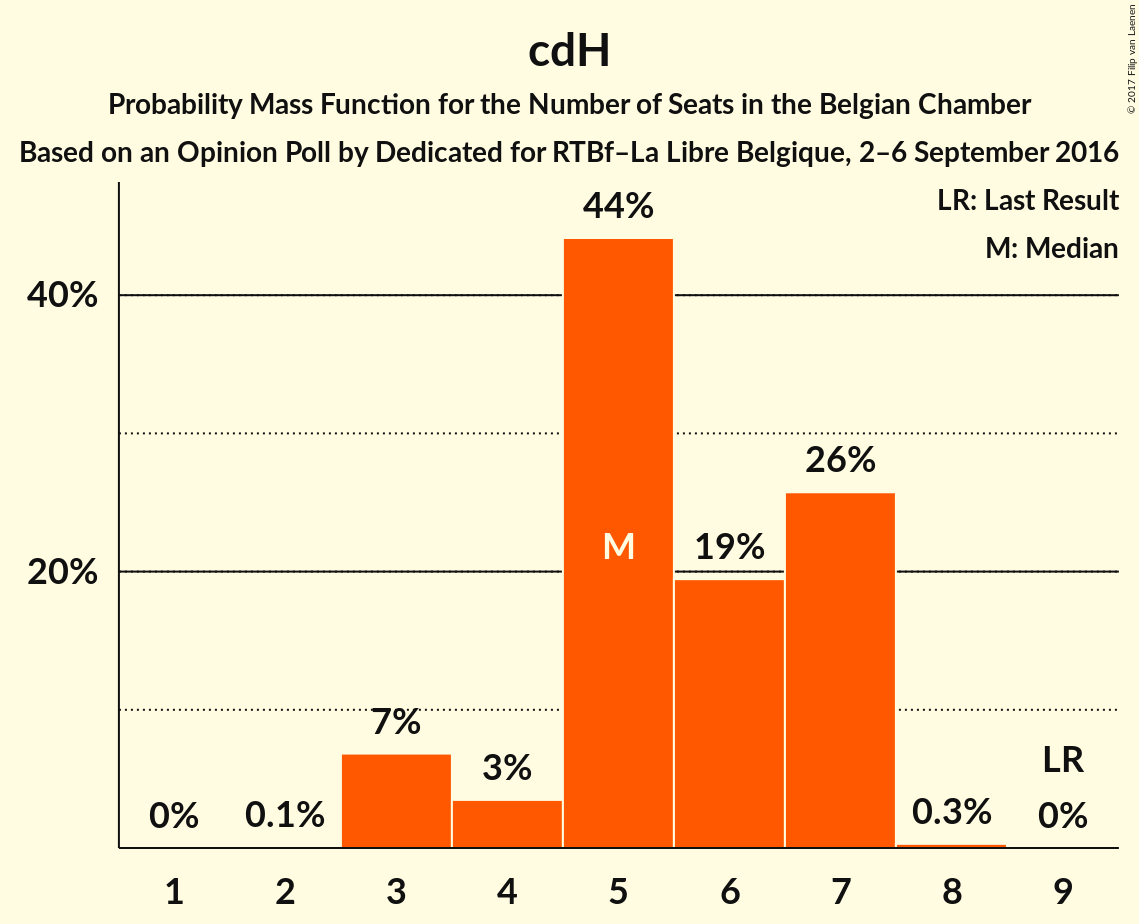 cdH
Probability Mass Function for the Number of Seats in the Belgian Chamber
Based on an Opinion Poll by Dedicated for RTBf–La Libre Belgique, 2–6 September 2016
© 2017 Filip van Laenen
LR: Last Result
M: Median
44%
40%
26%
M
19%
20%
7%
3%
LR
0%
0.1%
0.3%
0%
1 2 3 4 5 6 7 8 9